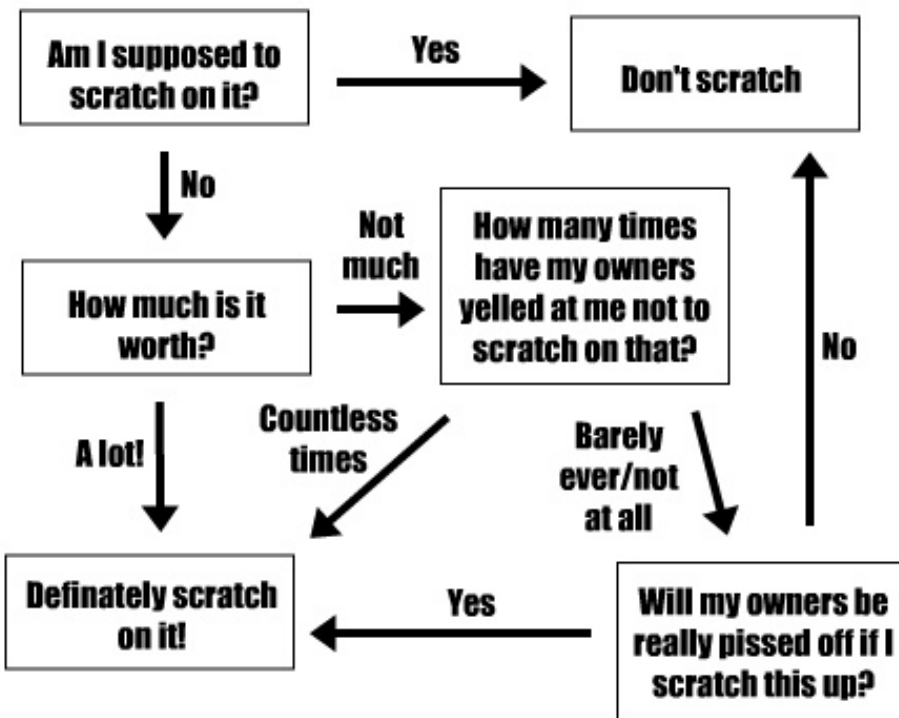 Am I supposed to
scratch on it?
Yes
Don't scratch
No
How much is it
worth?
Not
much
How many times
have my owners
yelled at me not to
scratch on that?
No
A lot!
Countless
times
Barely
ever/not
at all
Definately scratch
on it!
Yes
Will my owners be
really pissed off if I
scratch this up?